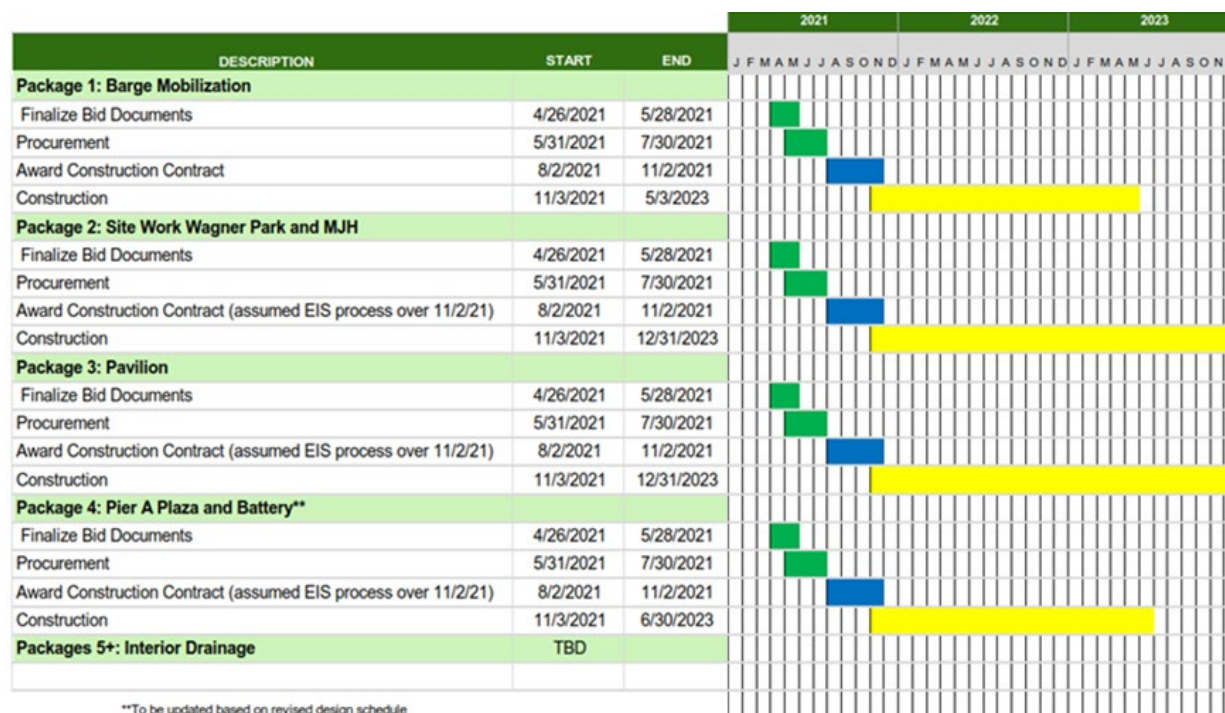 2021 2022 2023
DESCRIPTION START END J F M A M J J A S O N D J F M A M J J A S O N D J F M A M J J A S O N
Package 1: Barge Mobilization
Finalize Bid Documents 4/26/2021 5/28/2021
Procurement 5/31/2021 7/30/2021
Award Construction Contract 8/2/2021 11/2/2021
Construction 11/3/2021 5/3/2023
Package 2: Site Work Wagner Park and MJH
Finalize Bid Documents 4/26/2021 5/28/2021
Procurement 5/31/2021 7/30/2021
Award Construction Contract (assumed EIS process over 11/2/21) 8/2/2021 11/2/2021
Construction 11/3/2021 12/31/2023
Package 3: Pavilion
Finalize Bid Documents 4/26/2021 5/28/2021
Procurement 5/31/2021 7/30/2021
Award Construction Contract (assumed EIS process over 11/2/21) 8/2/2021 11/2/2021
Construction 11/3/2021 12/31/2023
Package 4: Pier A Plaza and Battery**
Finalize Bid Documents 4/26/2021 5/28/2021
Procurement 5/31/2021 7/30/2021
Award Construction Contract (assumed EIS process over 11/2/21) 8/2/2021 11/2/2021
Construction 11/3/2021 6/30/2023
Packages 5+: Interior Drainage TBD
**To be updated based on revised design schedule